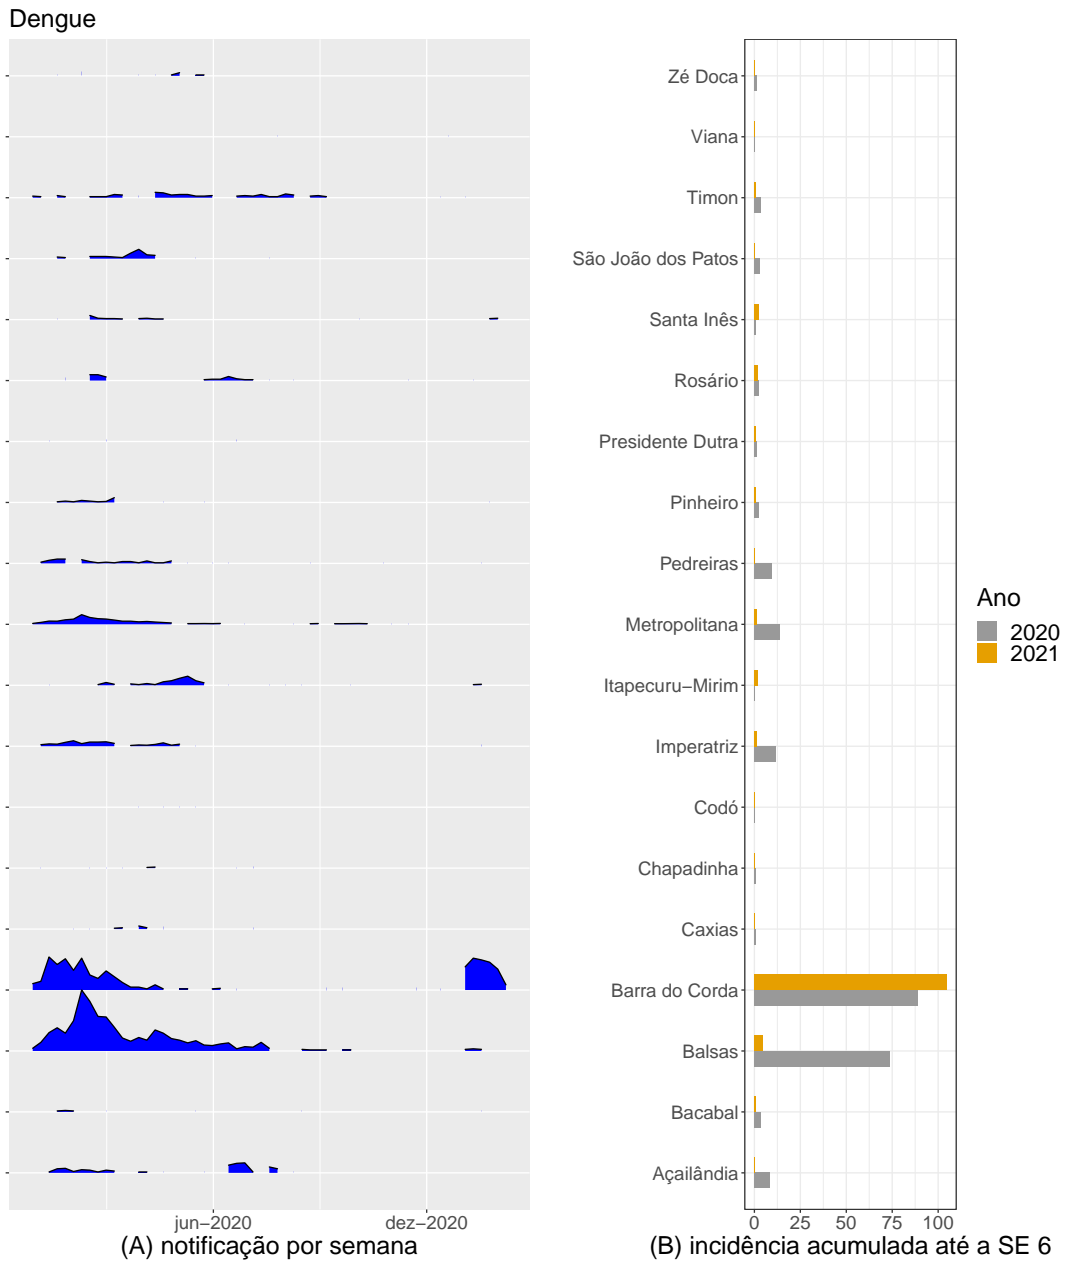 Dengue
Zé Doca
Viana
Timon
São João dos Patos
Santa Inês
Rosário
Presidente Dutra
Pinheiro
Pedreiras
Metropolitana
Itapecuru−Mirim
Imperatriz
Codó
Chapadinha
Caxias
Barra do Corda
Balsas
Bacabal
Açailândia
jun−2020 dez−2020
(A) notificação por semana
0 25 50 75 100
(B) incidência acumulada até a SE 6
Ano
2020
2021